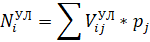 N_i^{УЛ} = ∑ V_{ij}^{УЛ} * p_j